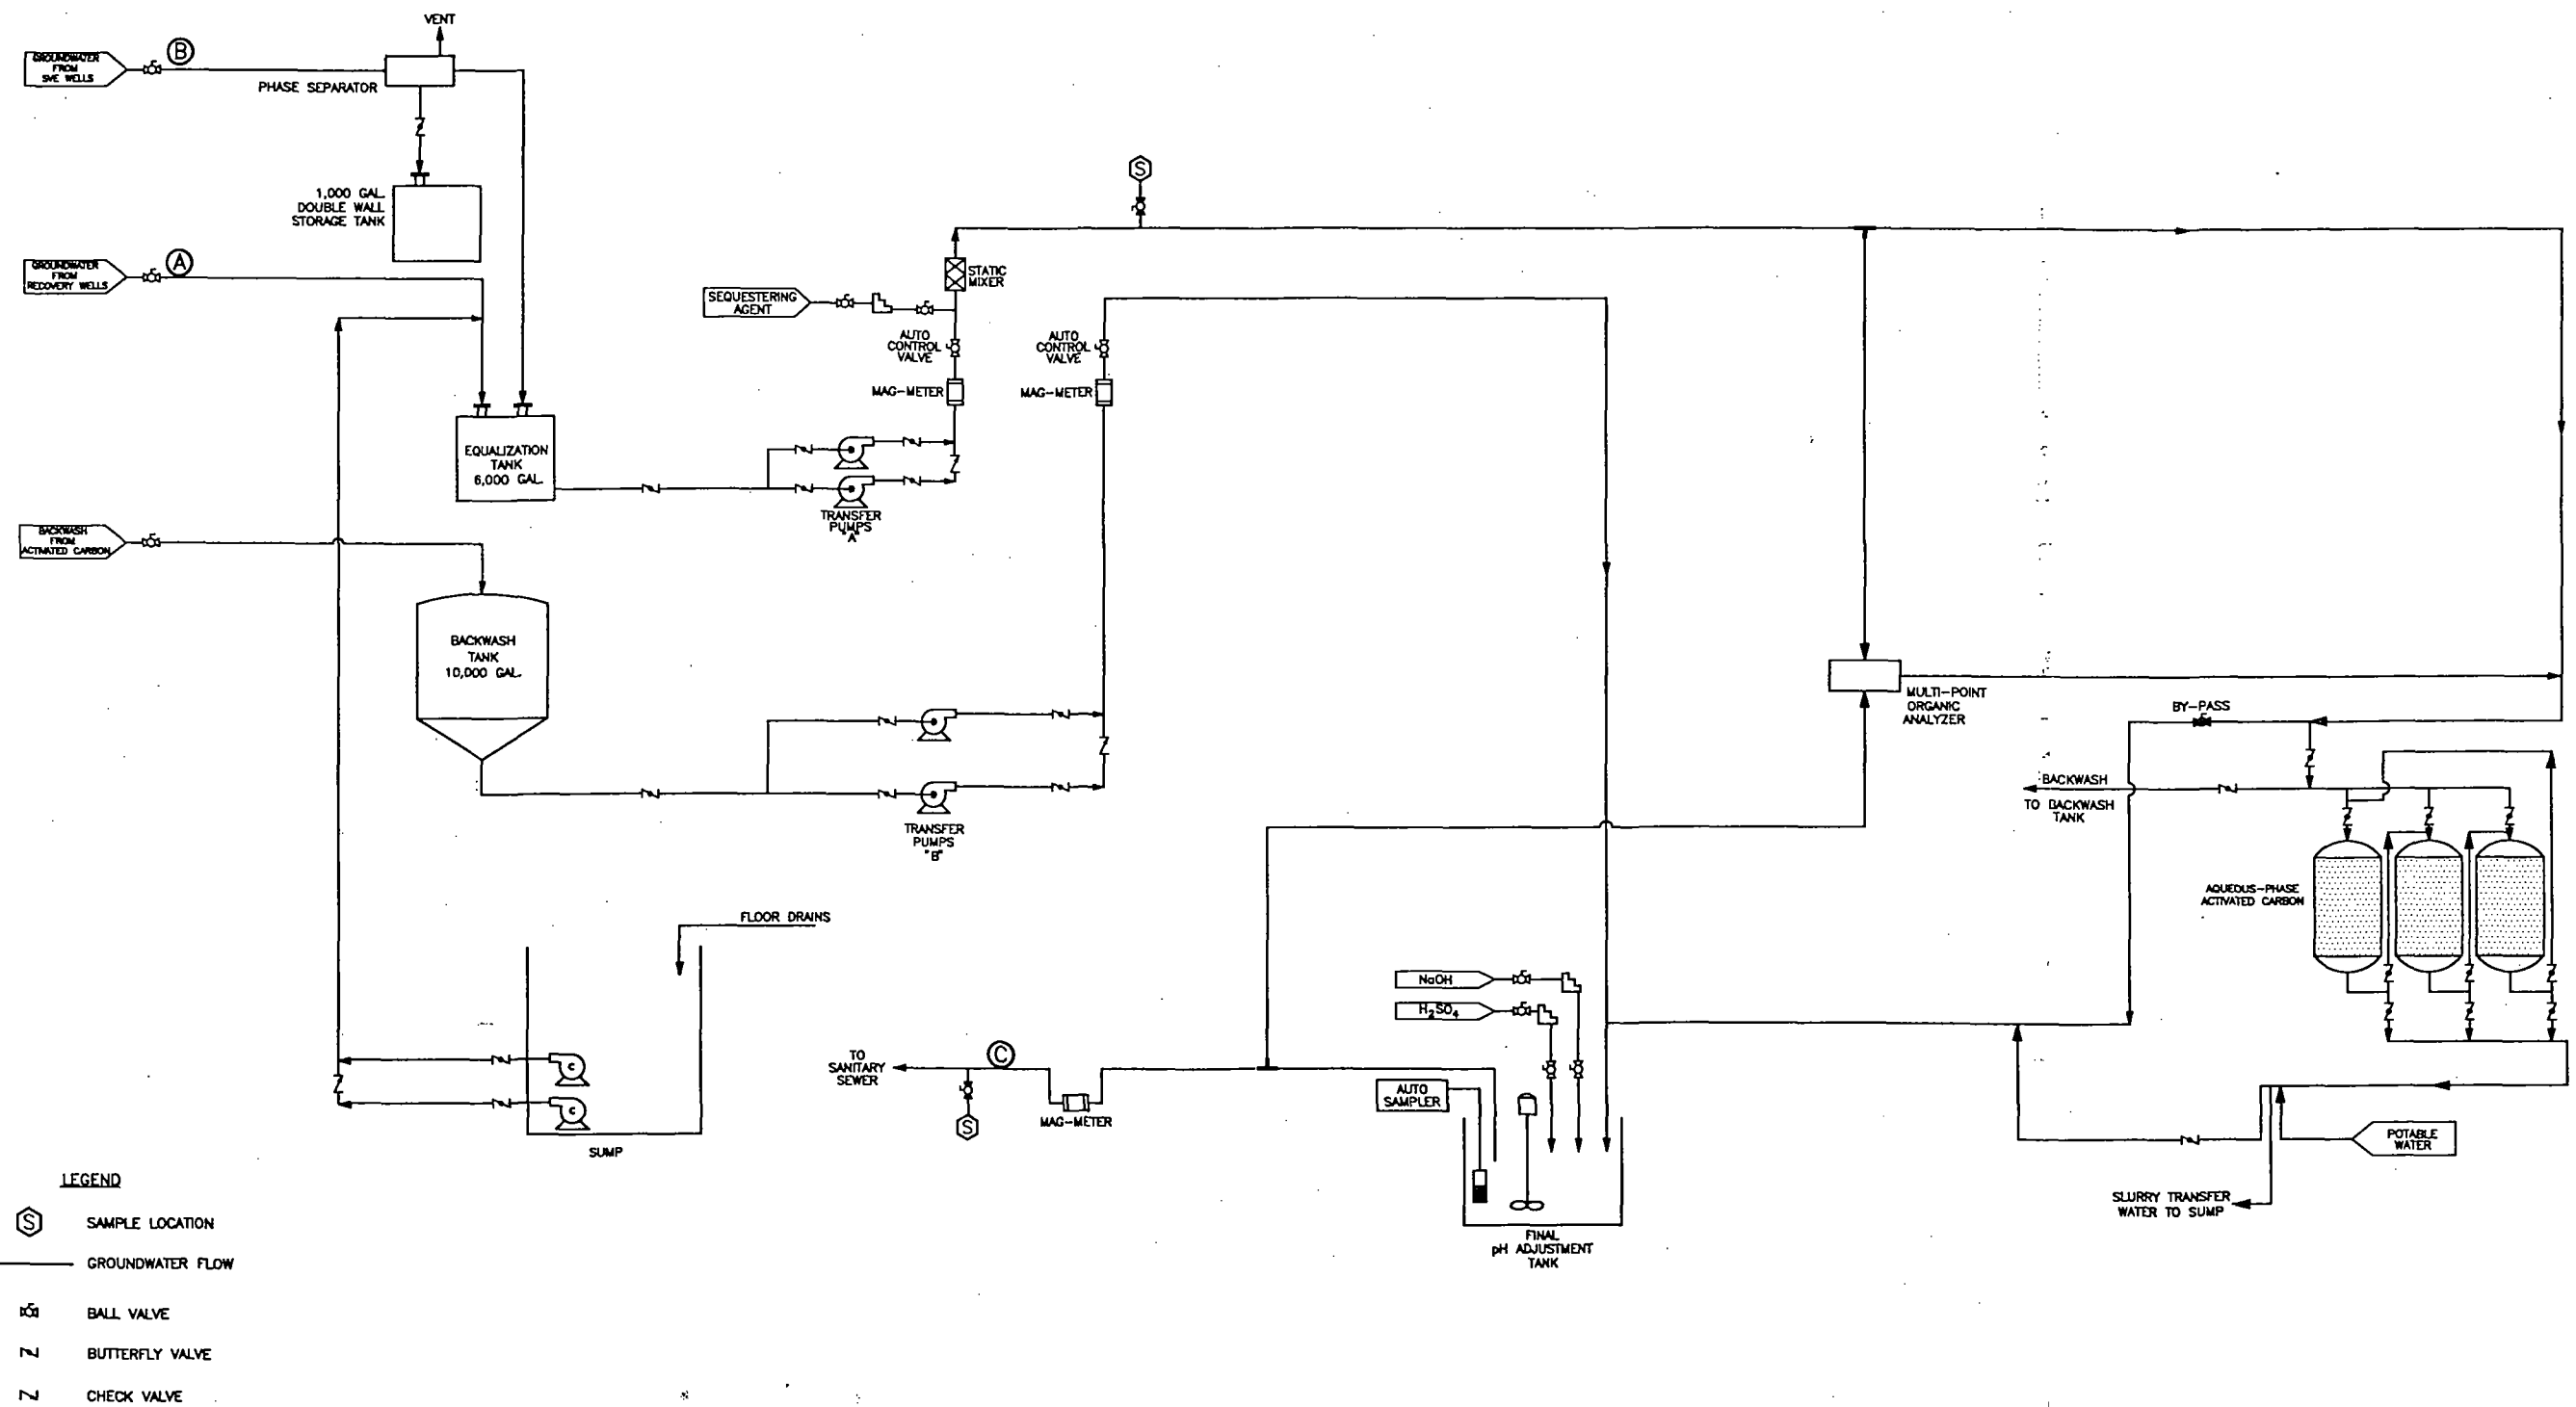 VENT
GROUNDWATER
FROM
SVE WELLS
B
PHASE SEPARATOR
1,000 GAL.
DOUBLE WALL
STORAGE TANK
S
GROUNDWATER
FROM
RECOVERY WELLS
A
STATIC
MIXER
SEQUESTERING
AGENT
AUTO
CONTROL
VALVE
AUTO
CONTROL
VALVE
MAG-METER
MAG-METER
EQUALIZATION
TANK
6,000 GAL.
TRANSFER
PUMPS
"A"
BACKWASH
FROM
ACTIVATED CARBON
BACKWASH
TANK
10,000 GAL.
TRANSFER
PUMPS
"B"
MULTI-POINT
ORGANIC
ANALYZER
BY-PASS
BACKWASH
TO BACKWASH
TANK
AQUEOUS-PHASE
ACTIVATED CARBON
FLOOR DRAINS
NaOH
H2SO4
C
C
SUMP
TO
SANITARY
SEWER
C
S
MAG-METER
AUTO
SAMPLER
FINAL
pH ADJUSTMENT
TANK
POTABLE
WATER
SLURRY TRANSFER
WATER TO SUMP
LEGEND
S SAMPLE LOCATION
GROUNDWATER FLOW
BALL VALVE
BUTTERFLY VALVE
CHECK VALVE